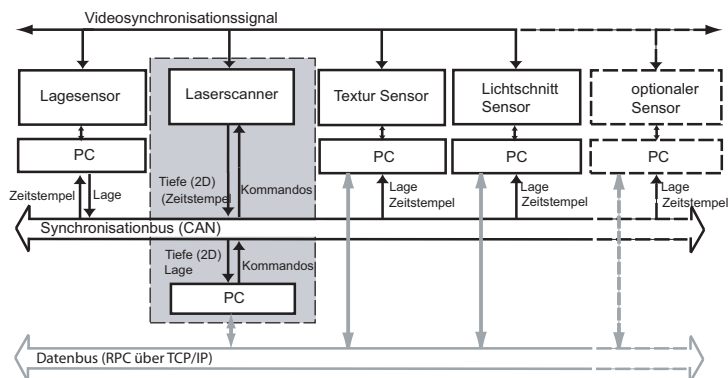 Videosynchronisationssignal
Lagesensor
Laserscanner
Textur Sensor
Lichtschnitt
Sensor
optionaler
Sensor
PC
PC
PC
PC
Zeitstempel
Lage
Tiefe (2D)
(Zeitstempel
Kommandos
Lage
Zeitstempel
Lage
Zeitstempel
Lage
Zeitstempel
Synchronisationbus (CAN)
Tiefe (2D)
Lage
Kommandos
PC
Datenbus (RPC über TCP/IP)